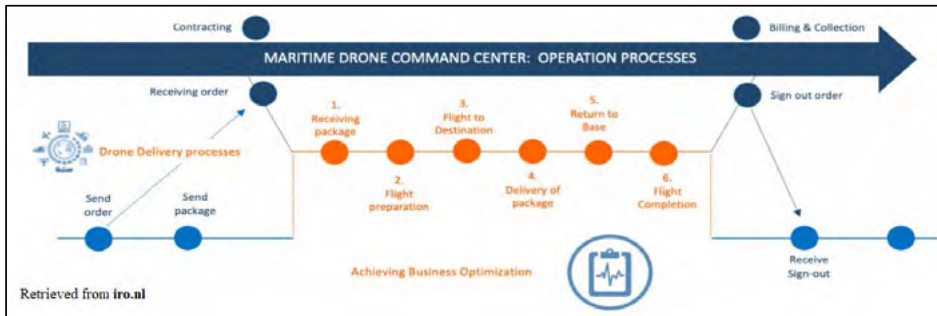 Contracting
Billing & Collection
MARITIME DRONE COMMAND CENTER: OPERATION PROCESSES
Receiving order
Sign out order
1.
Receiving
package
3.
Flight to
Destination
5.
Return to
Base
Drone Delivery processes
2.
Flight
preparation
4.
Delivery of
package
6.
Flight
Completion
Send
order
Send
package
Achieving Business Optimization
Receive
Sign-out
Retrieved from iro.nl